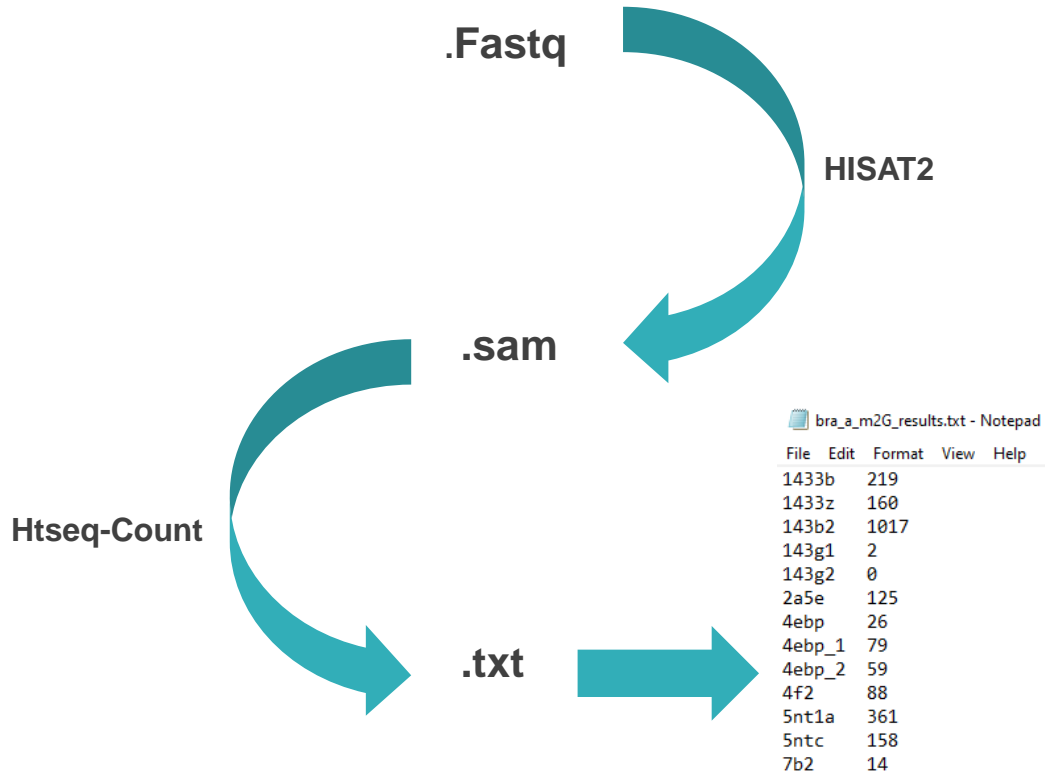 .Fastq
HISAT2
.sam
Htseq-Count
.txt
bra_a_m2G_results.txt - Notepad
File Edit Format View Help
1433b 219
1433z 160
143b2 1017
143g1 2
143g2 0
2a5e 125
4ebp 26
4ebp_1 79
4ebp_2 59
4f2 88
5nt1a 361
5ntc 158
7b2 14